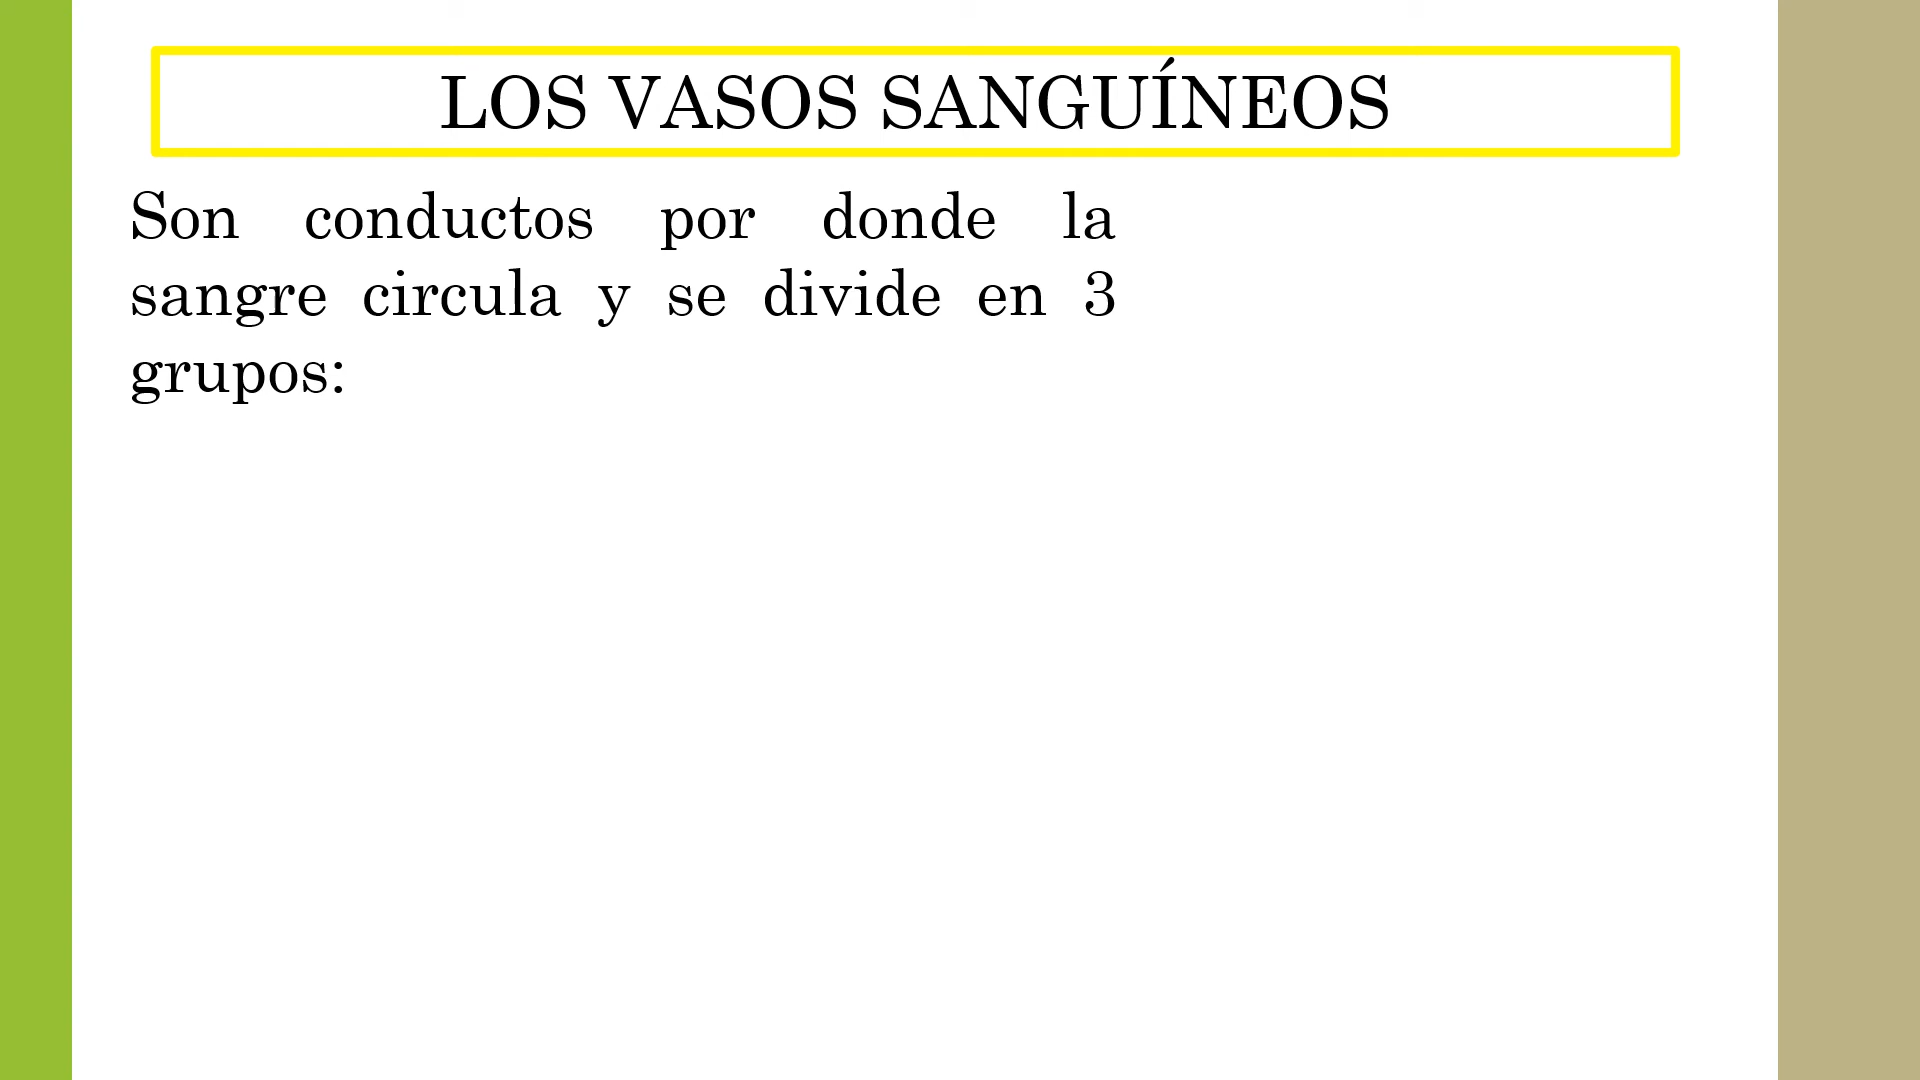 LOS VASOS SANGUÍNEOS
Son conductos por donde la
sangre circula y se divide en 3
grupos: